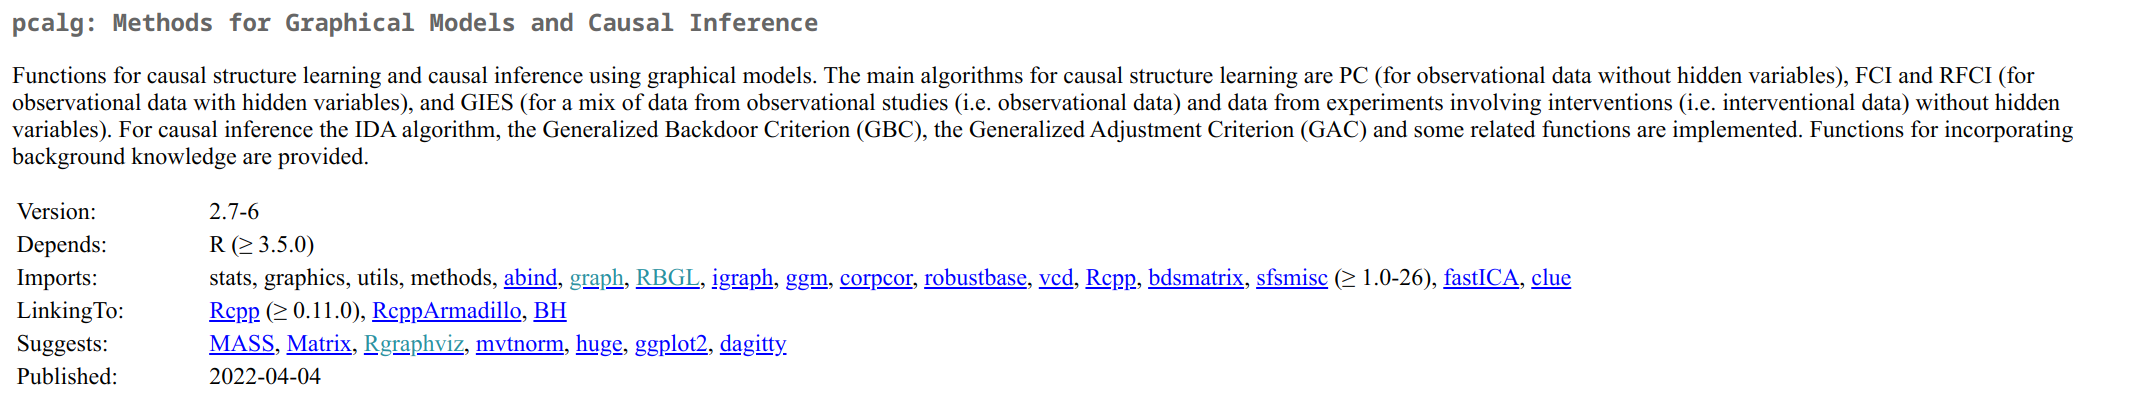 pcalg: Methods for Graphical Models and Causal Inference
Functions for causal structure learning and causal inference using graphical models. The main algorithms for causal structure learning are PC (for observational data without hidden variables), FCI and RFCI (for
observational data with hidden variables), and GIES (for a mix of data from observational studies (i.e. observational data) and data from experiments involving interventions (i.e. interventional data) without hidden
variables). For causal inference the IDA algorithm, the Generalized Backdoor Criterion (GBC), the Generalized Adjustment Criterion (GAC) and some related functions are implemented. Functions for incorporating
background knowledge are provided.
Version: 2.7-6
Depends: R (≥ 3.5.0)
Imports: stats, graphics, utils, methods, abind, graph, RBGL, igraph, ggm, corpcor, robustbase, vcd, Rcpp, bdsmatrix, sfsmisc (≥ 1.0-26), fastICA, clue
LinkingTo: Rcpp (≥ 0.11.0), RcppArmadillo, BH
Suggests: MASS, Matrix, Rgraphviz, mvtnorm, huge, ggplot2, dagitty
Published: 2022-04-04